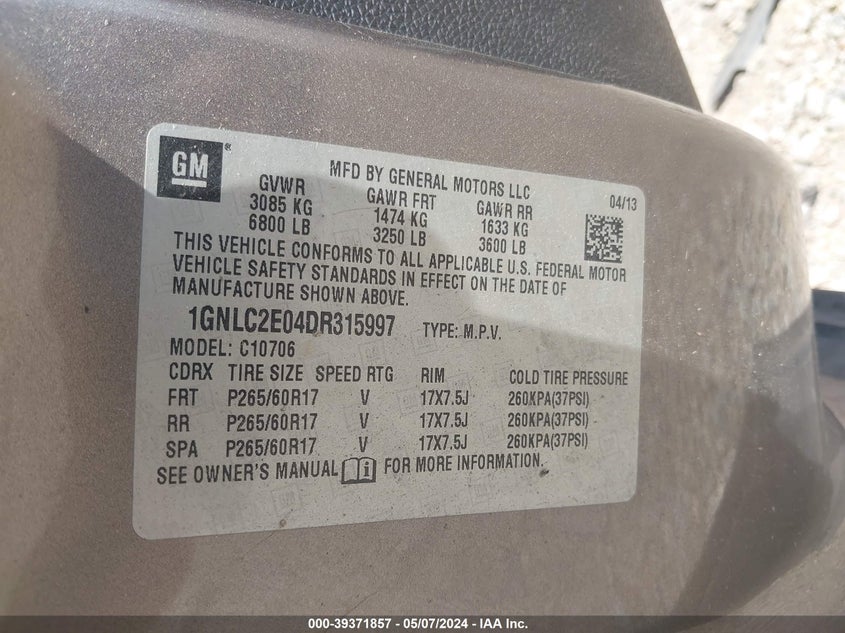 GM ®
MFD BY GENERAL MOTORS LLC
GVWR GAWR FRT GAWR RR 04/13
3085 KG 1474 KG 1633 KG
6800 LB 3250 LB 3600 LB
THIS VEHICLE CONFORMS TO ALL APPLICABLE U.S. FEDERAL MOTOR
VEHICLE SAFETY STANDARDS IN EFFECT ON THE DATE OF
MANUFACTURE SHOWN ABOVE.
1GNLC2E04DR315997 TYPE: M.P.V.
MODEL: C10706
CDRX TIRE SIZE SPEED RTG RIM COLD TIRE PRESSURE
FRT P265/60R17 V 17X7.5J 260KPA(37PSI)
RR P265/60R17 V 17X7.5J 260KPA(37PSI)
SPA P265/60R17 V 17X7.5J 260KPA(37PSI)
SEE OWNER'S MANUAL FOR MORE INFORMATION.
000-39371857 - 05/07/2024 - IAA Inc.